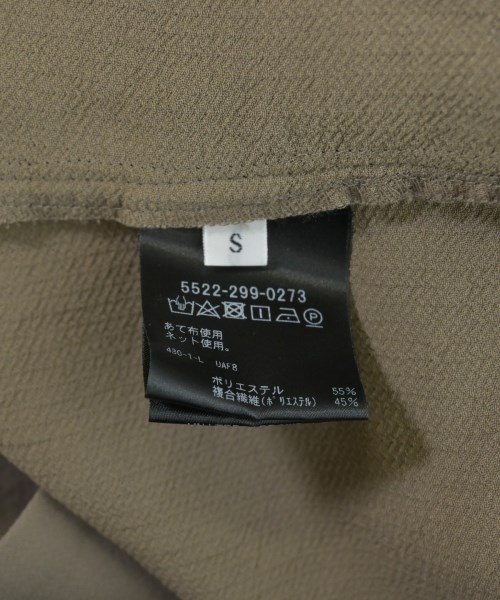 S
5522-299-0273
あて布使用
ネット使用。
430-1-L UAFB
ポリエステル 55%
複合繊維(ポリエステル) 45%